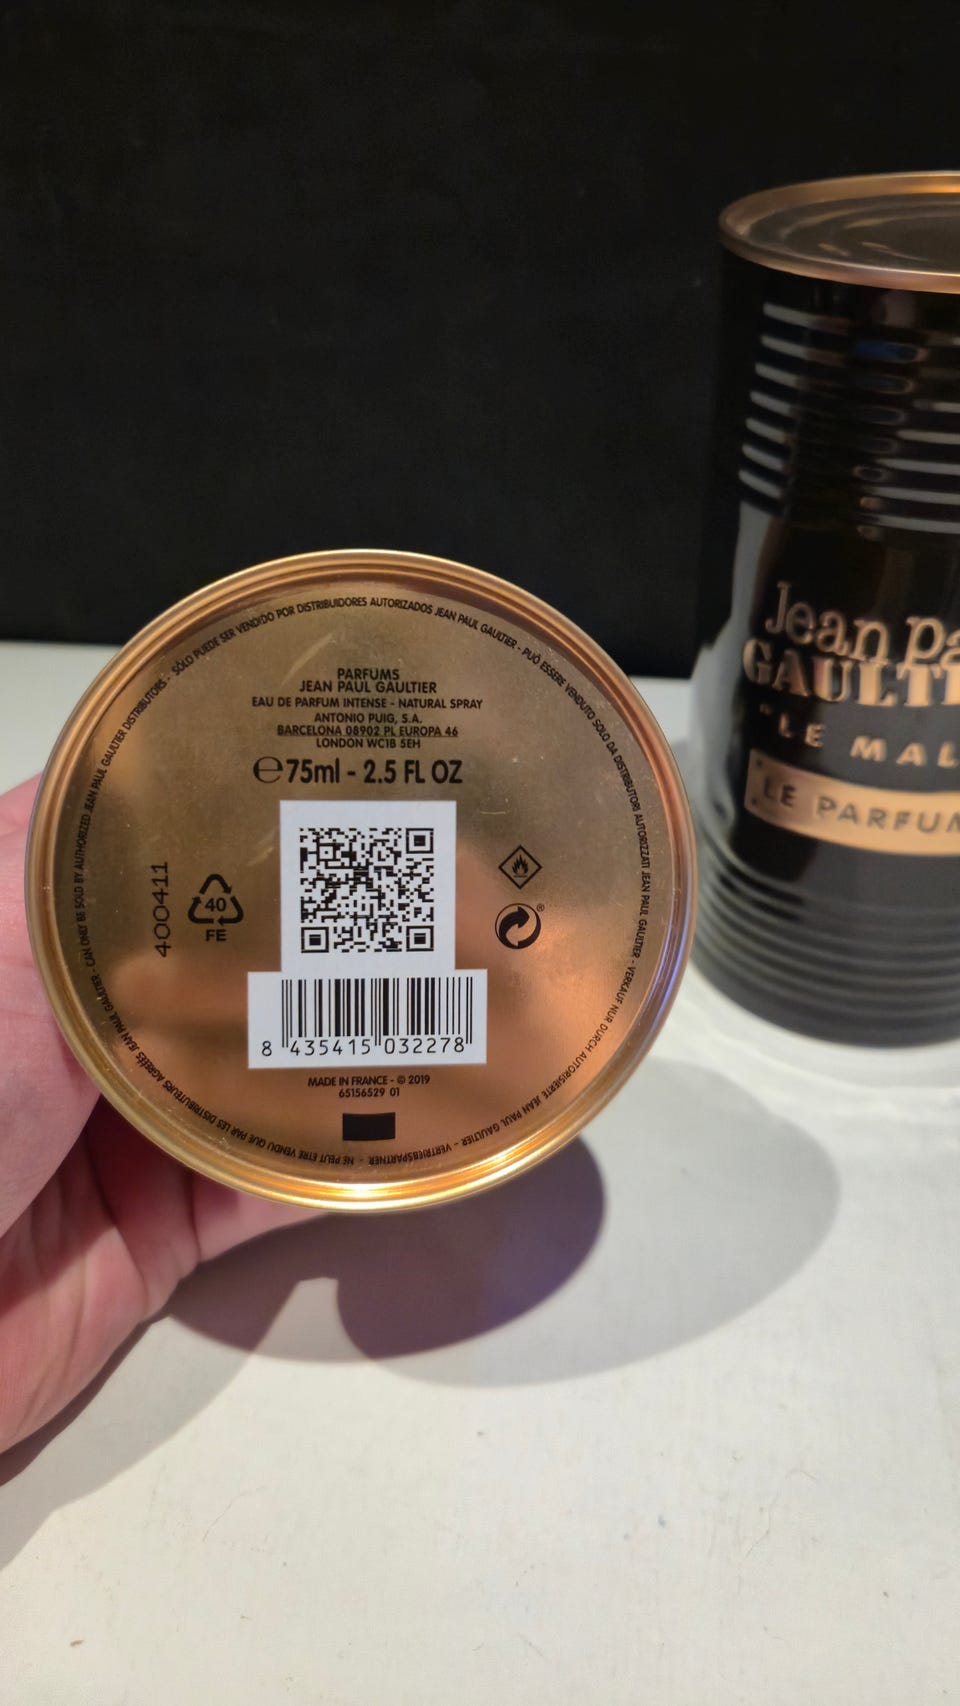 PARFUMS
JEAN PAUL GAULTIER
EAU DE PARFUM INTENSE - NATURAL SPRAY
ANTONIO PUIG, S.A.
BARCELONA 08902 PL EUROPA 46
LONDON WC1B 5EH
℮ 75ml - 2.5 FL OZ
400411
40
FE
®
8 435415 032278
MADE IN FRANCE - © 2019
65156529 01
NE PEUT ETRE VENDU QUE PAR LES DISTRIBUTEURS AGREÉS JEAN PAUL GAULTIER - CAN ONLY BE SOLD BY AUTHORIZED JEAN PAUL GAULTIER DISTRIBUTORS - SÓLO PUEDE SER VENDIDO POR DISTRIBUIDORES AUTORIZADOS JEAN PAUL GAULTIER - PUÒ ESSERE VENDUTO SOLO DA DISTRIBUTORI AUTORIZZATI JEAN PAUL GAULTIER - VERKAUF NUR DURCH AUTORISIERTE JEAN PAUL GAULTIER - VERTRIEBSPARTNER -
Jean pa
GAULTI
"LE MAL
LE PARFUM